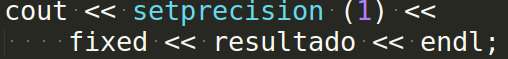 cout << setprecision (1) <<
    fixed << resultado << endl;